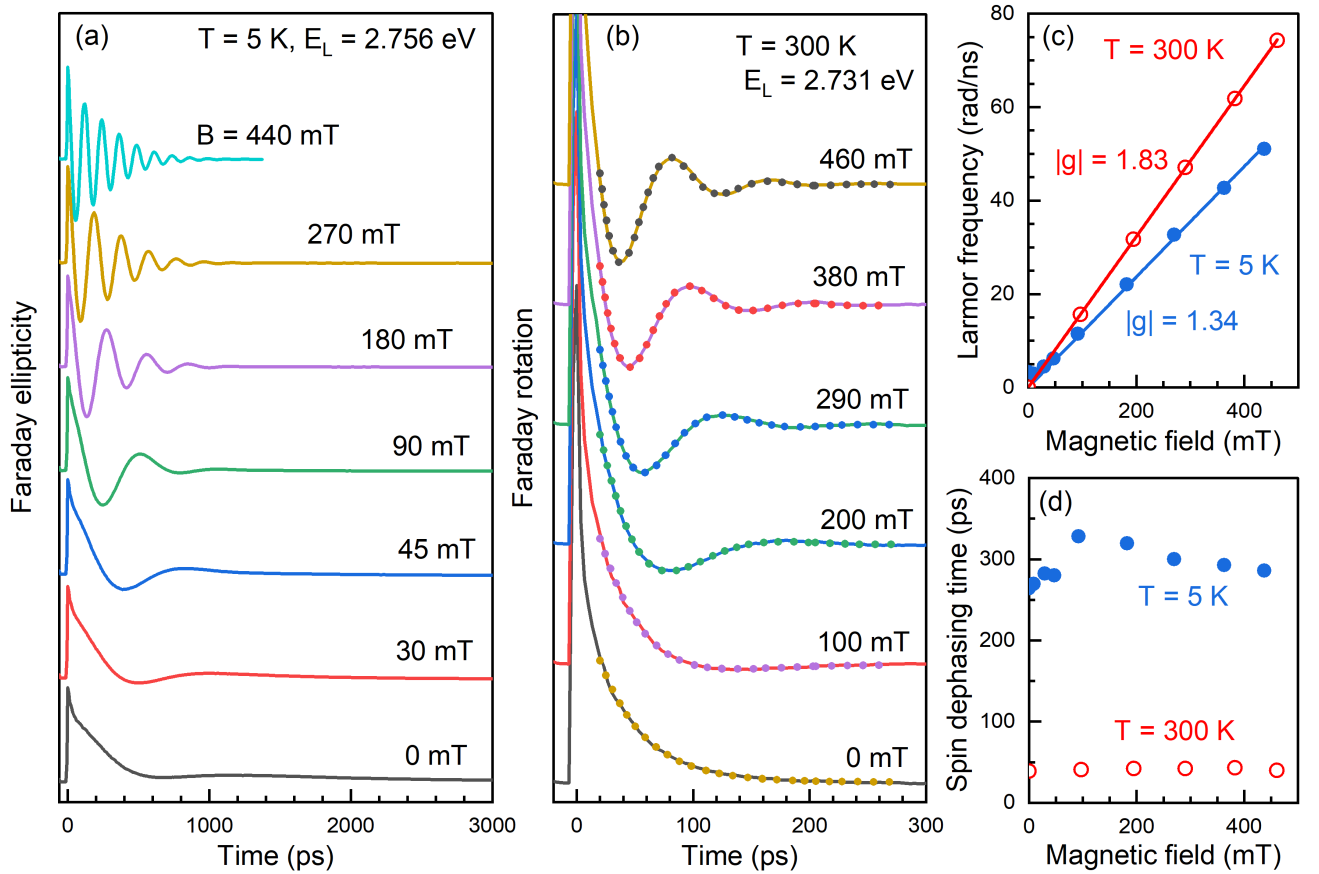 (a)
T = 5 K, E_L = 2.756 eV
B = 440 mT
270 mT
180 mT
90 mT
45 mT
30 mT
0 mT
Faraday ellipticity
0 1000 2000 3000
Time (ps)
(b)
T = 300 K
E_L = 2.731 eV
460 mT
380 mT
290 mT
200 mT
100 mT
0 mT
Faraday rotation
0 100 200 300
Time (ps)
(c)
T = 300 K
|g| = 1.83
T = 5 K
|g| = 1.34
80
60
40
20
0
Larmor frequency (rad/ns)
0 200 400
Magnetic field (mT)
(d)
400
300
200
100
0
T = 5 K
T = 300 K
Spin dephasing time (ps)
0 200 400
Magnetic field (mT)